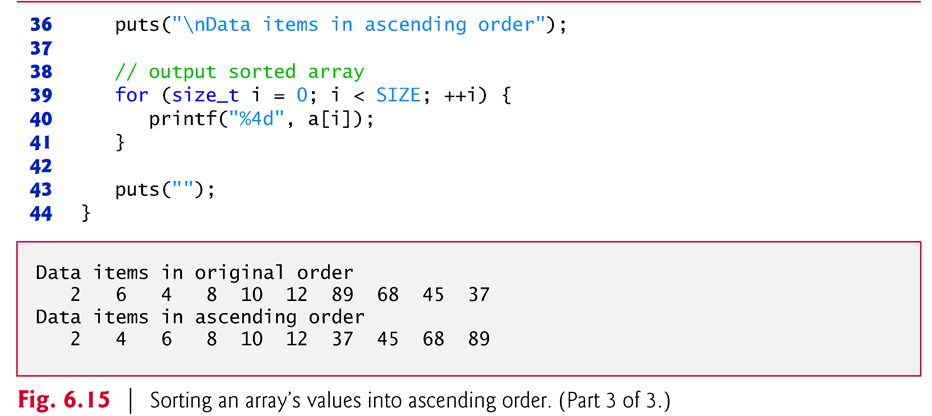 36 puts("\nData items in ascending order");
37
38 // output sorted array
39 for (size_t i = 0; i < SIZE; ++i) {
40 printf("%4d", a[i]);
41 }
42
43 puts("");
44 }
Data items in original order
2 6 4 8 10 12 89 68 45 37
Data items in ascending order
2 4 6 8 10 12 37 45 68 89
Fig. 6.15 | Sorting an array's values into ascending order. (Part 3 of 3.)